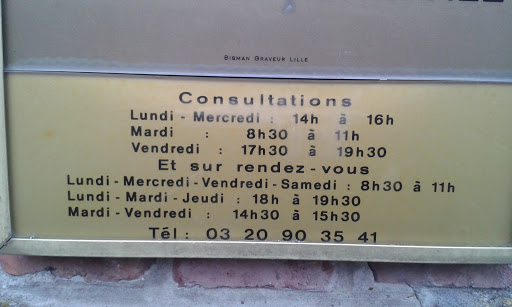 Bisman Graveur Lille
Consultations
Lundi - Mercredi : 14h à 16h
Mardi : 8h30 à 11h
Vendredi : 17h30 à 19h30
Et sur rendez-vous
Lundi - Mercredi - Vendredi - Samedi : 8h30 à 11h
Lundi - Mardi - Jeudi : 18h à 19h30
Mardi - Vendredi : 14h30 à 15h30
Tél : 03 20 90 35 41